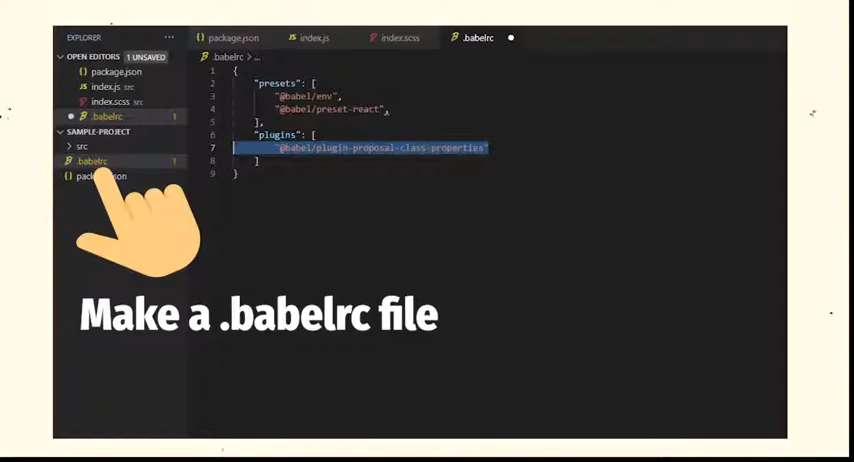 EXPLORER
···
package.json
index.js
index.scss
.babelrc
OPEN EDITORS 1 UNSAVED
package.json
index.js src
index.scss src
.babelrc 1
SAMPLE-PROJECT
src
.babelrc 1
.babelrc > ...
1 {
2 "presets": [
3 "@babel/env",
4 "@babel/preset-react",
5 ],
6 "plugins": [
7 "@babel/plugin-proposal-class-properties"
8 ]
9 }
Make a .babelrc file